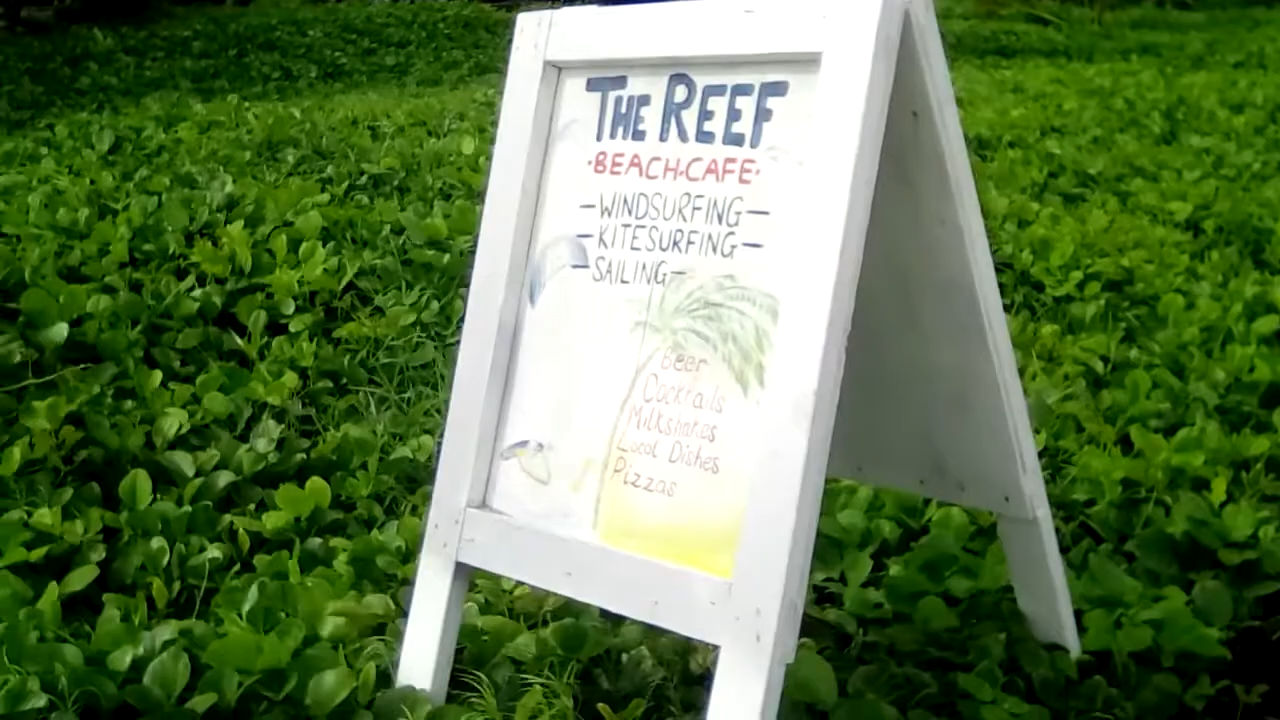 THE REEF
·BEACH·CAFE·
–WINDSURFING–
–KITESURFING–
–SAILING–
Beer
Cocktails
Milkshakes
Local Dishes
Pizzas